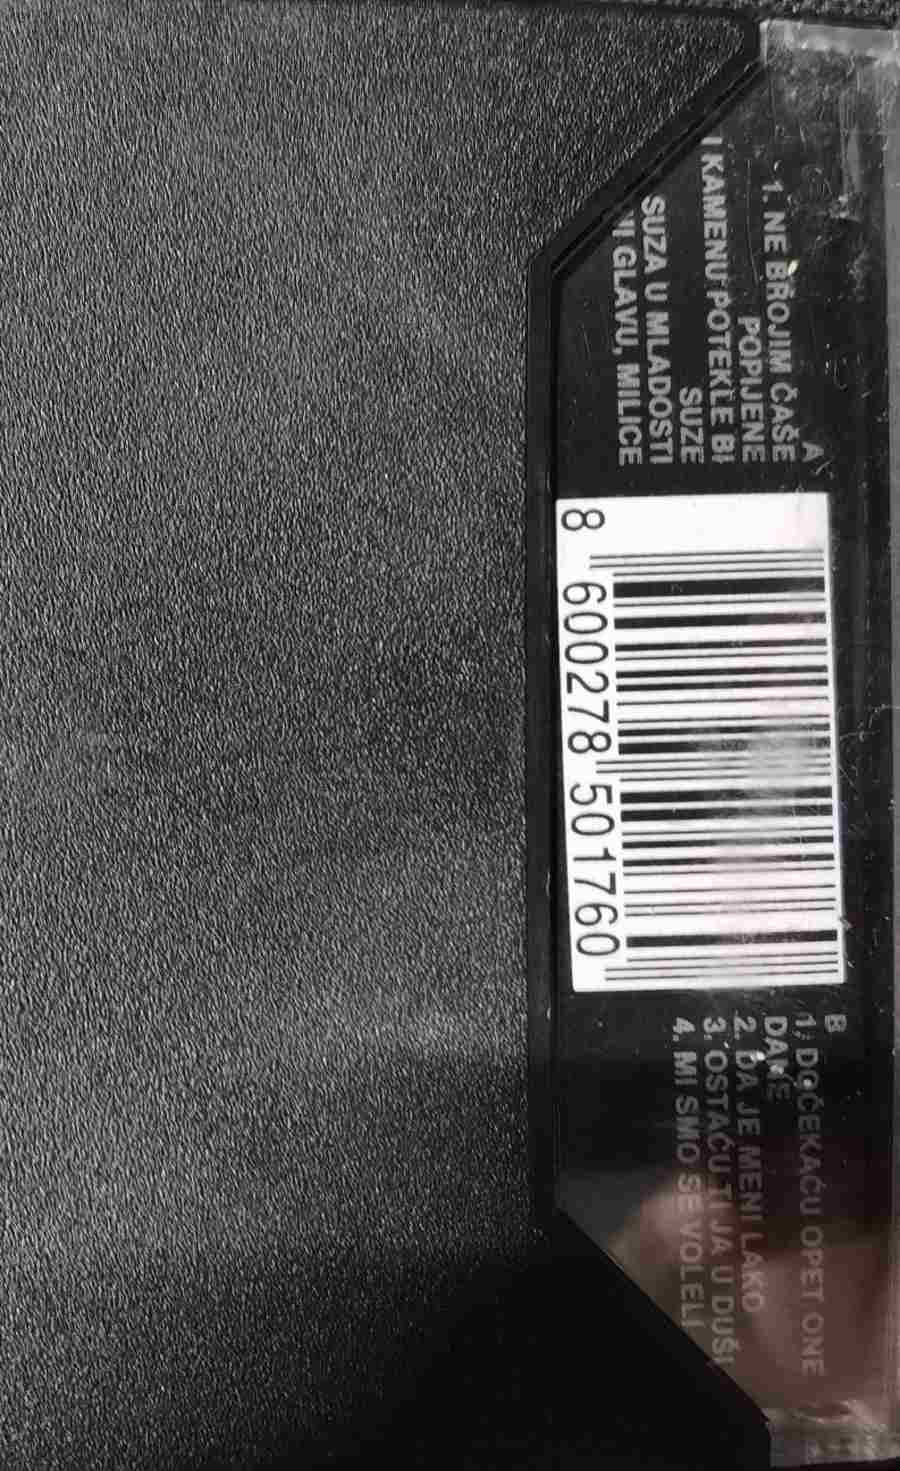 A
1. NE BROJIM ČAŠE
POPIJENE
I KAMENU POTEKLE BI
SUZE
SUZA U MLADOSTI
GLAVU, MILICE
8 600278 501760
B
1. DOČEKAĆU OPET ONE
DANE
2. DA JE MENI LAKO
3. OSTAĆU TI JA U DUŠI
4. MI SMO SE VOLELI